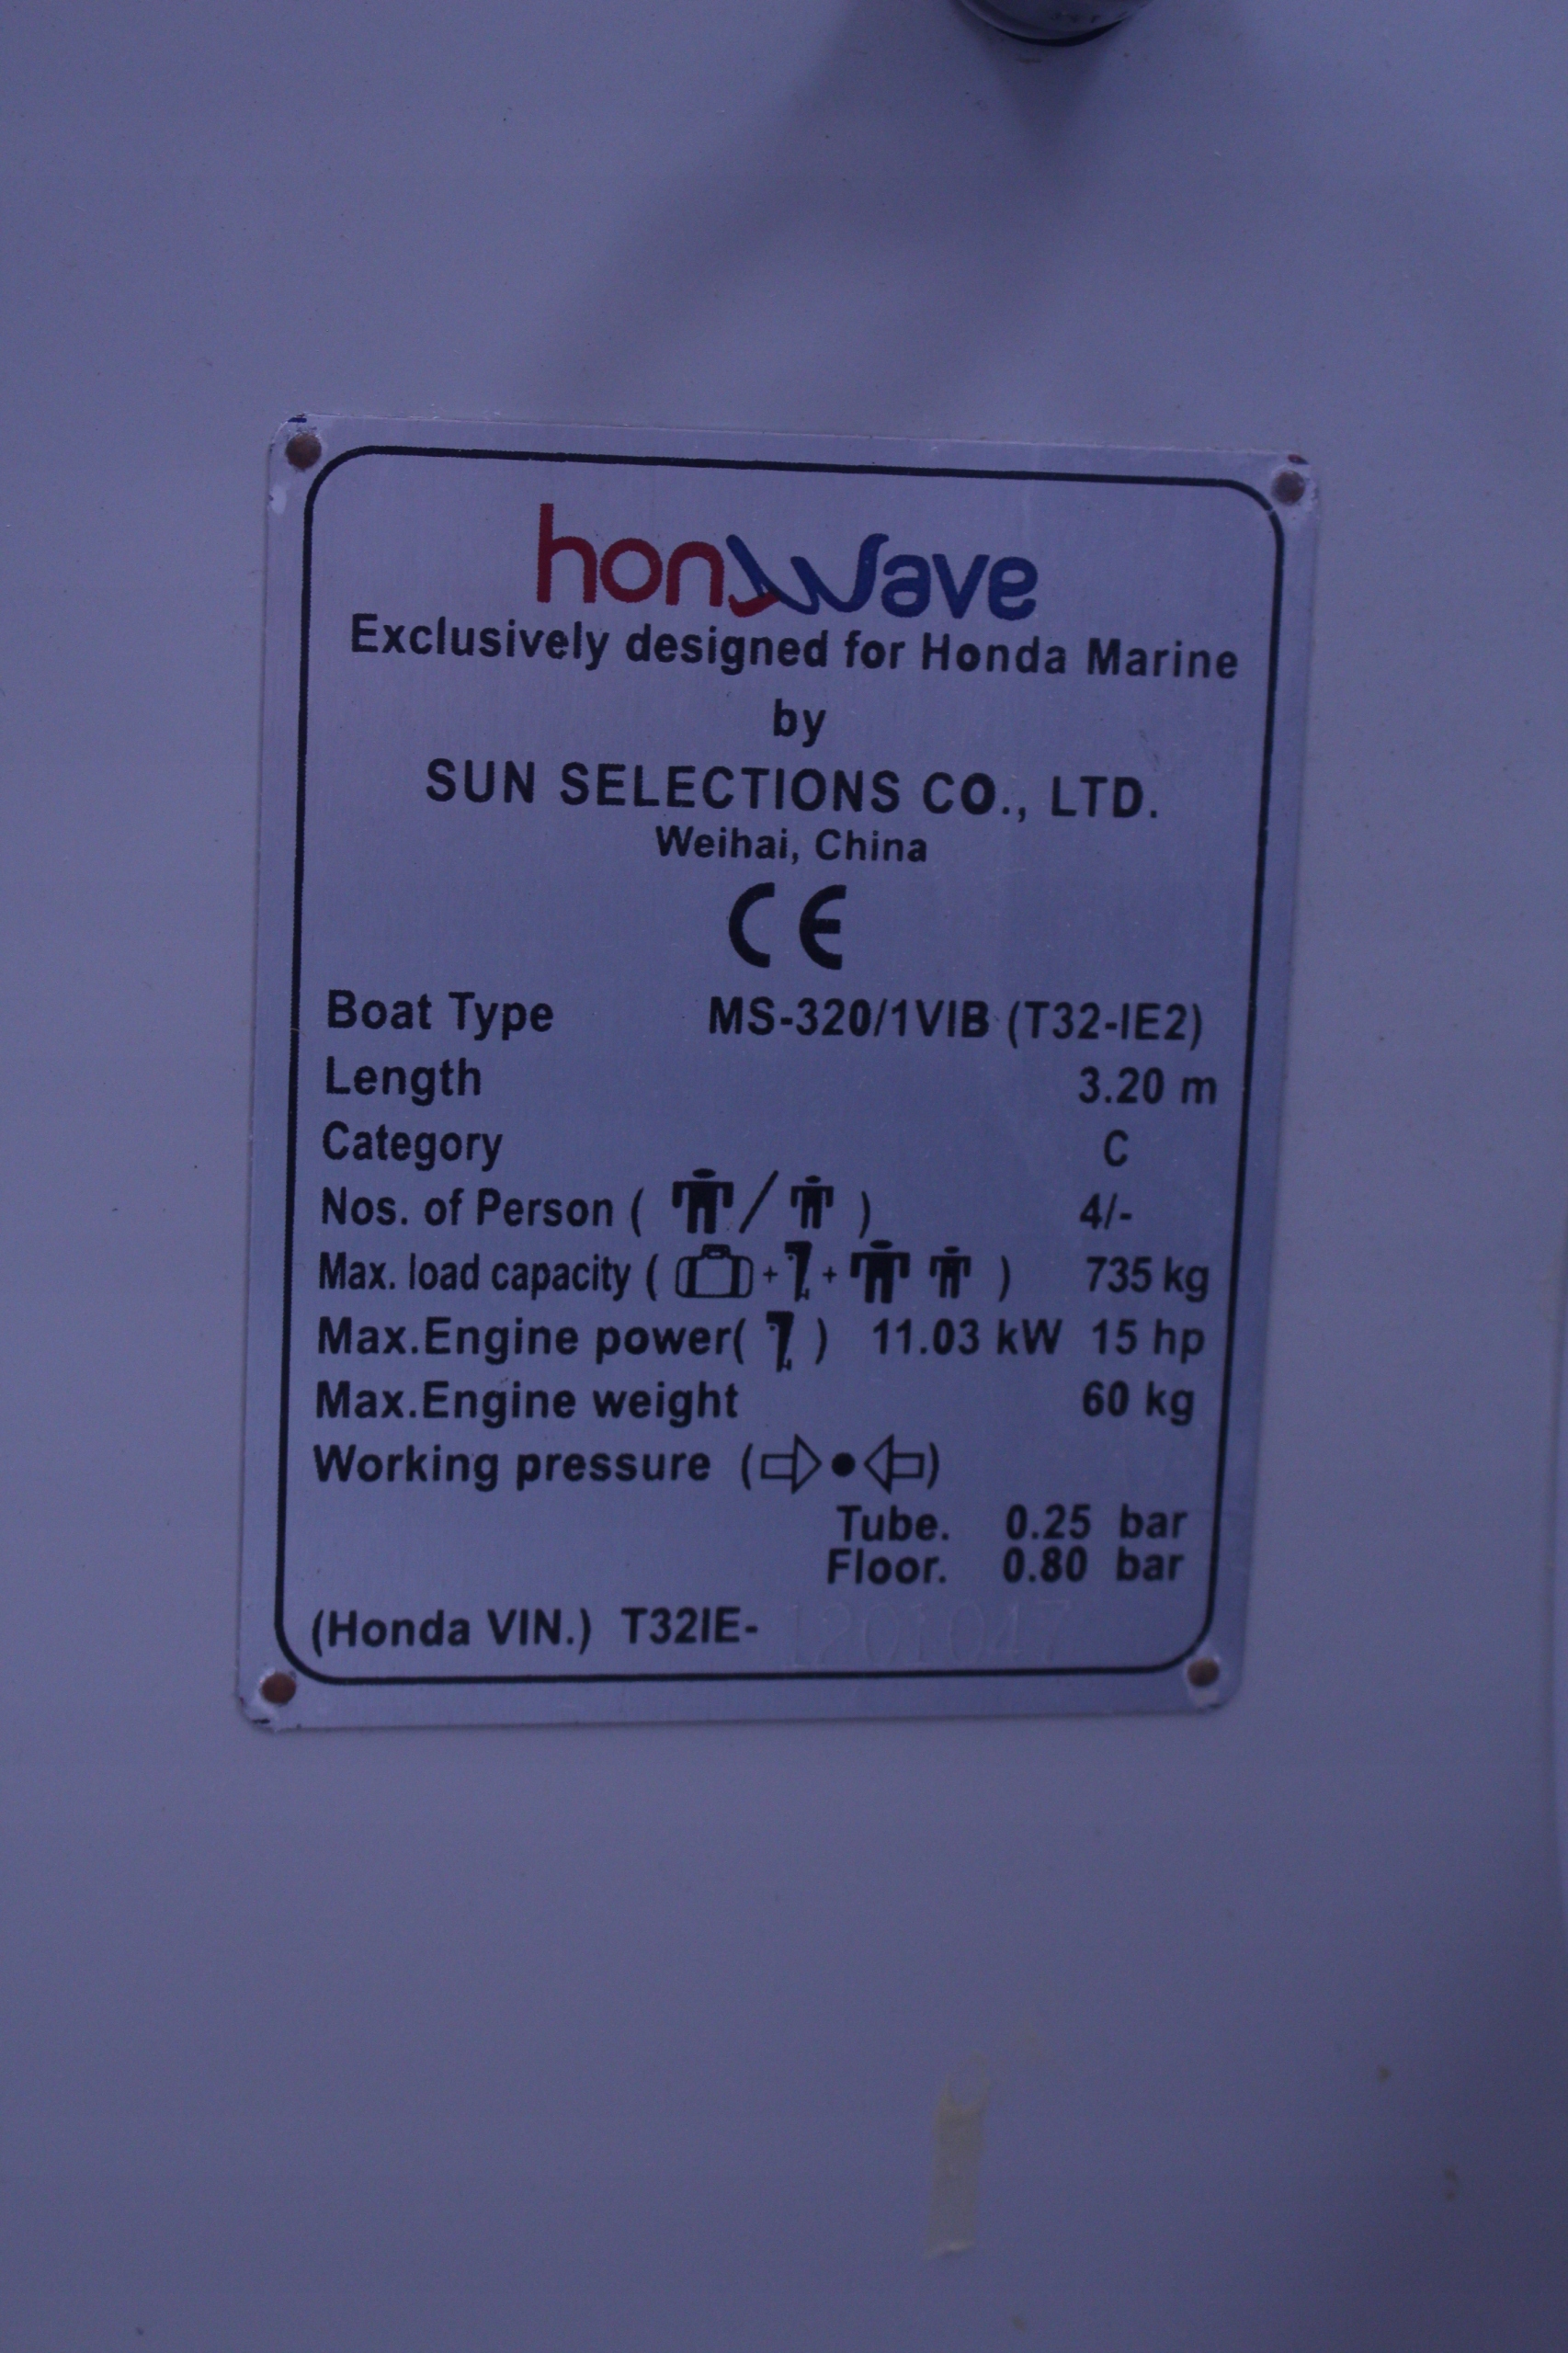 honwave
Exclusively designed for Honda Marine
by
SUN SELECTIONS CO., LTD.
Weihai, China
CE
Boat Type MS-320/1VIB (T32-IE2)
Length 3.20 m
Category C
Nos. of Person ( / ) 4/-
Max. load capacity ( + + ) 735 kg
Max.Engine power( ) 11.03 kW 15 hp
Max.Engine weight 60 kg
Working pressure ( )
Tube. 0.25 bar
Floor. 0.80 bar
(Honda VIN.) T32IE- 1201047